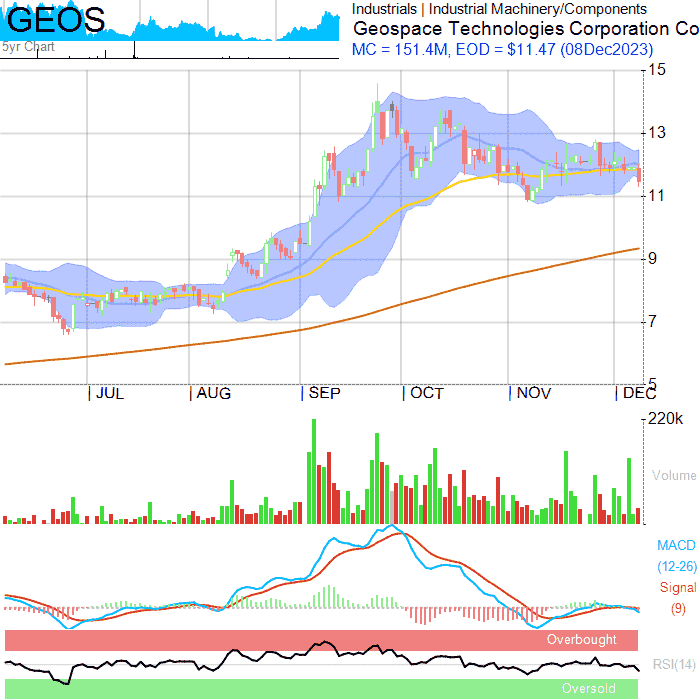 GEOS
5yr Chart
Industrials | Industrial Machinery/Components
Geospace Technologies Corporation Co
MC = 151.4M, EOD = $11.47 (08Dec2023)
15
13
11
9
7
5
JUL AUG SEP OCT NOV DEC
220k
Volume
MACD
(12-26)
Signal
(9)
Overbought
RSI(14)
Oversold